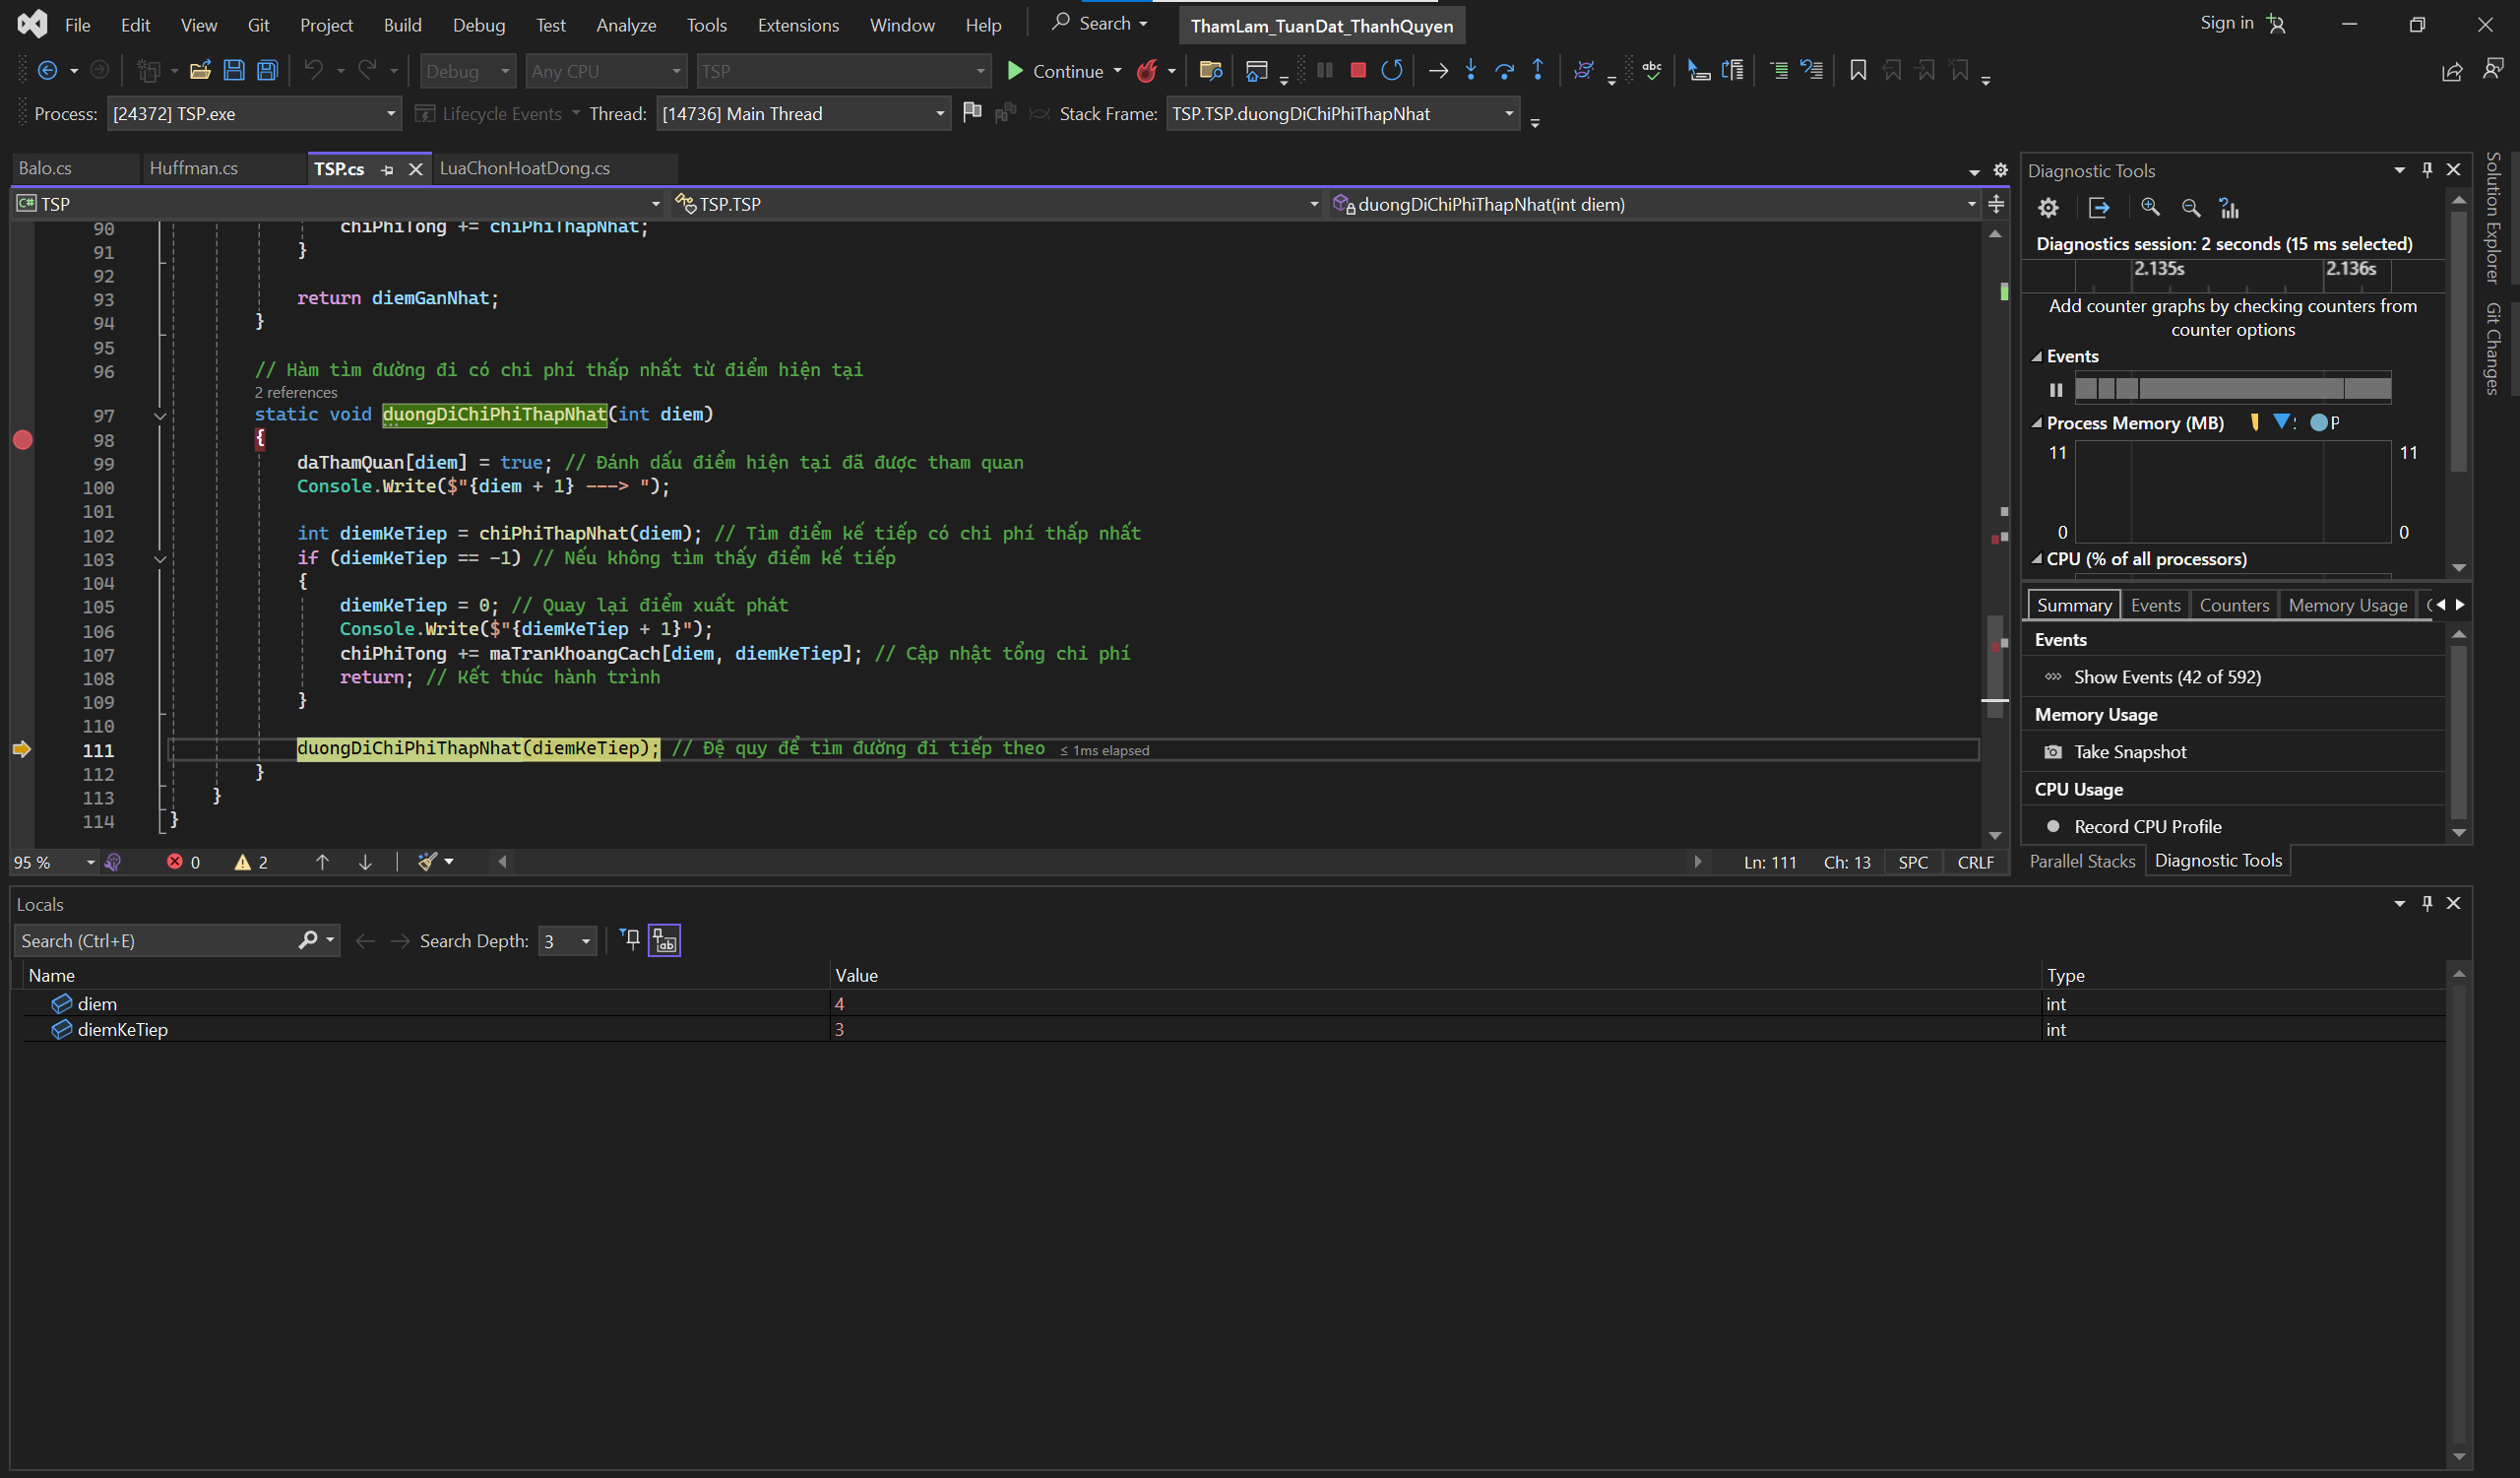 File Edit View Git Project Build Debug Test Analyze Tools Extensions Window Help Search ThamLam_TuanDat_ThanhQuyen Sign in
Debug Any CPU TSP Continue
Process: [24372] TSP.exe Lifecycle Events Thread: [14736] Main Thread Stack Frame: TSP.TSP.duongDiChiPhiThapNhat
Balo.cs Huffman.cs TSP.cs LuaChonHoatDong.cs
C# TSP TSP.TSP duongDiChiPhiThapNhat(int diem)
90 chiPhiTong += chiPhiThapNhat;
91 }
92
93 return diemGanNhat;
94 }
95
96 // Hàm tìm đường đi có chi phí thấp nhất từ điểm hiện tại
2 references
97 static void duongDiChiPhiThapNhat(int diem)
98 {
99 daThamQuan[diem] = true; // Đánh dấu điểm hiện tại đã được tham quan
100 Console.Write($"{diem + 1} ---> ");
101
102 int diemKeTiep = chiPhiThapNhat(diem); // Tìm điểm kế tiếp có chi phí thấp nhất
103 if (diemKeTiep == -1) // Nếu không tìm thấy điểm kế tiếp
104 {
105 diemKeTiep = 0; // Quay lại điểm xuất phát
106 Console.Write($"{diemKeTiep + 1}");
107 chiPhiTong += maTranKhoangCach[diem, diemKeTiep]; // Cập nhật tổng chi phí
108 return; // Kết thúc hành trình
109 }
110
111 duongDiChiPhiThapNhat(diemKeTiep); // Đệ quy để tìm đường đi tiếp theo ≤ 1ms elapsed
112 }
113 }
114 }
95 % 0 2 Ln: 111 Ch: 13 SPC CRLF
Diagnostic Tools
Diagnostics session: 2 seconds (15 ms selected)
2.135s 2.136s
Add counter graphs by checking counters from
counter options
Events
Process Memory (MB) P
11 11
0 0
CPU (% of all processors)
Summary Events Counters Memory Usage
Events
Show Events (42 of 592)
Memory Usage
Take Snapshot
CPU Usage
Record CPU Profile
Parallel Stacks Diagnostic Tools
Solution Explorer
Git Changes
Locals
Search (Ctrl+E) Search Depth: 3
Name Value Type
diem 4 int
diemKeTiep 3 int